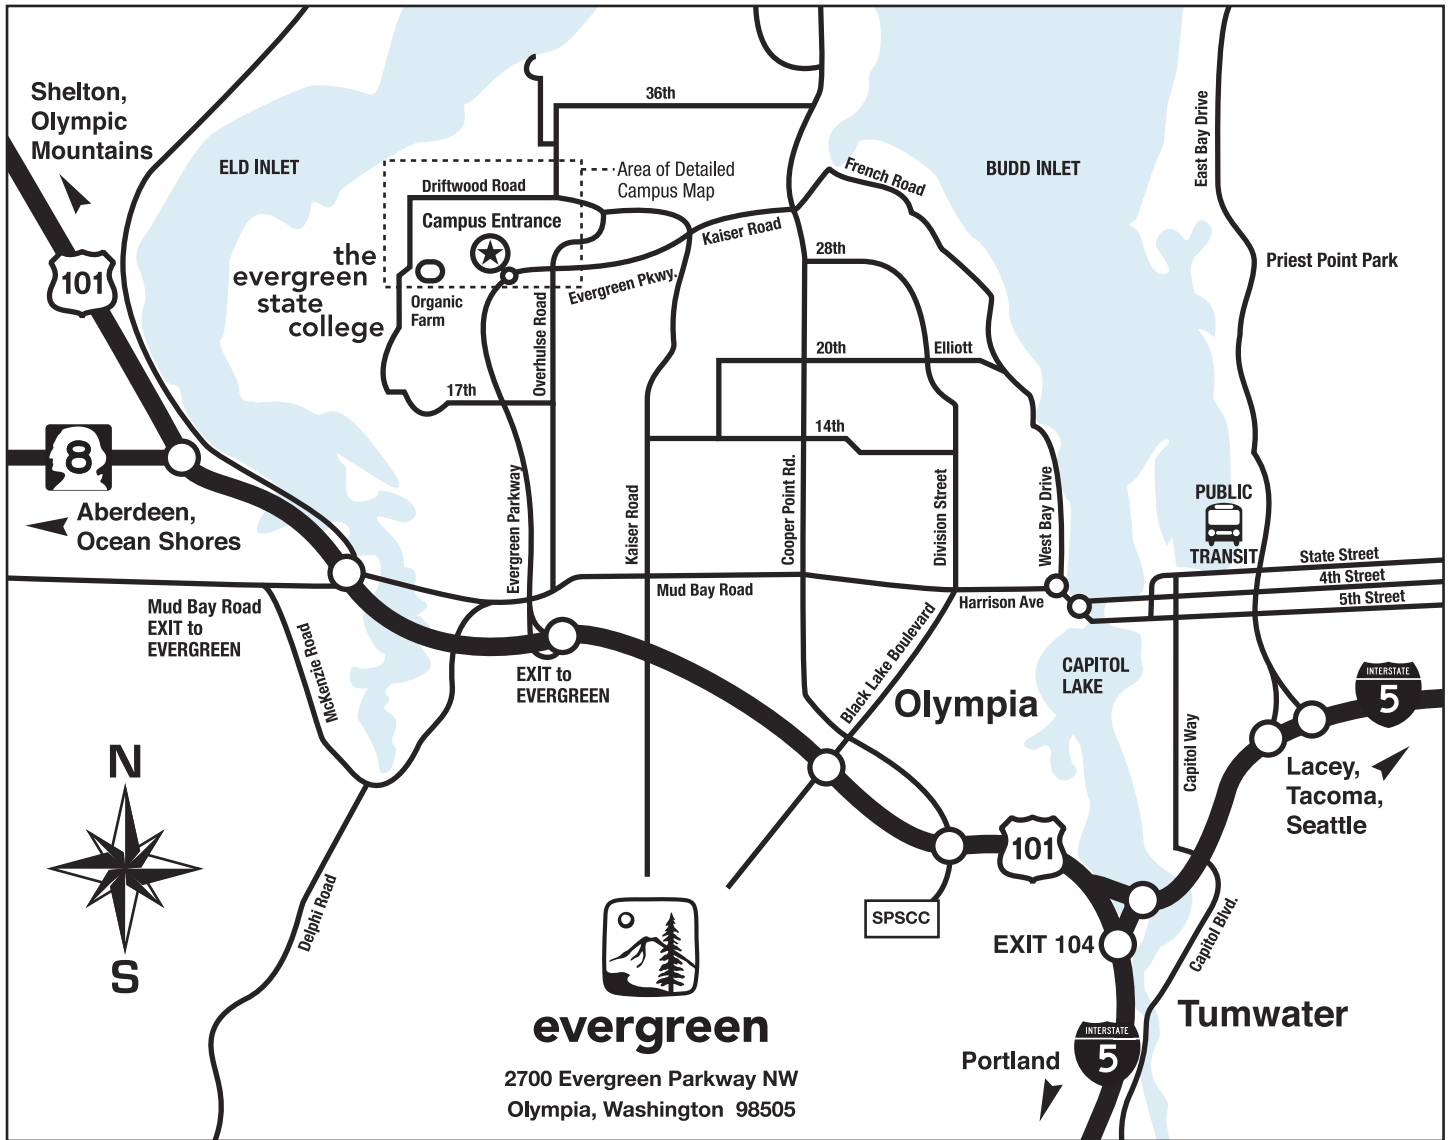 Shelton,
Olympic
Mountains
101
ELD INLET
36th
Area of Detailed
Campus Map
Driftwood Road
Campus Entrance
the
evergreen
state
college
Organic
Farm
17th
Overhulse Road
Evergreen Pkwy.
Kaiser Road
French Road
BUDD INLET
East Bay Drive
Priest Point Park
28th
20th
Elliott
14th
8
Aberdeen,
Ocean Shores
Evergreen Parkway
Kaiser Road
Cooper Point Rd.
Division Street
West Bay Drive
PUBLIC
TRANSIT
State Street
4th Street
5th Street
Mud Bay Road
EXIT to
EVERGREEN
Mud Bay Road
Harrison Ave
McKenzie Road
EXIT to
EVERGREEN
Black Lake Boulevard
Olympia
CAPITOL
LAKE
Capitol Way
INTERSTATE
5
Lacey,
Tacoma,
Seattle
N
S
Delphi Road
101
SPSCC
EXIT 104
Capitol Blvd.
Tumwater
INTERSTATE
5
Portland
evergreen
2700 Evergreen Parkway NW
Olympia, Washington 98505